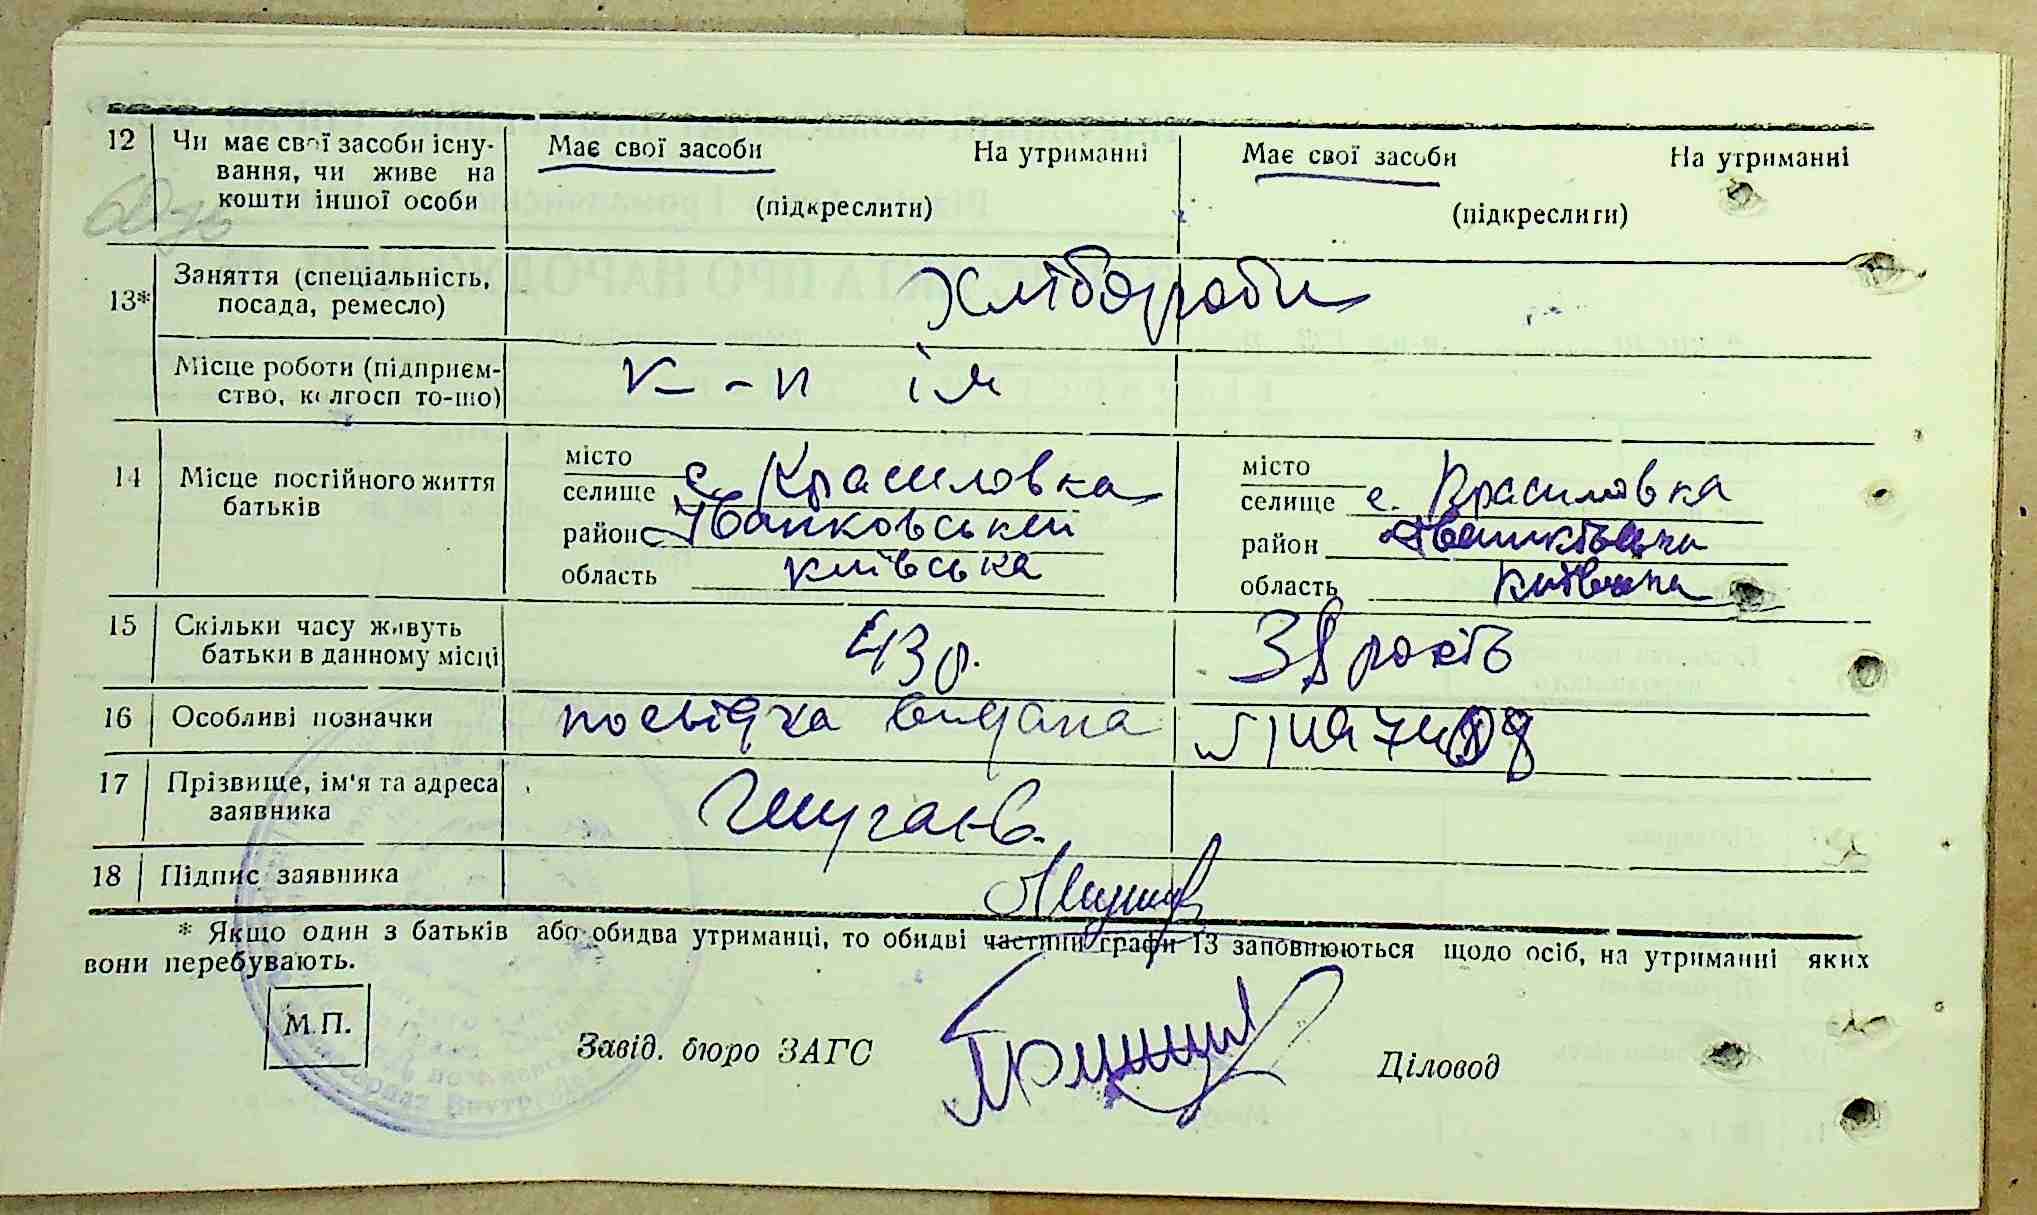 12 Чи має свої засоби існу- Має свої засоби На утриманні Має свої засоби На утриманні
вання, чи живе на
кошти іншої особи (підкреслити) (підкреслити)
13* Заняття (спеціальність, Хлібороби
посада, ремесло)
Місце роботи (підприєм- к-п ім
ство, колгосп то-що)
14 Місце постійного життя місто місто
батьків селище с. Красиловка селище с. Красиловка
район Іванковський район
область київська область
15 Скільки часу живуть 43 р. 38 років
батьки в данному місці
16 Особливі позначки посвідка видана
17 Прізвище, ім'я та адреса
заявника
18 Підпис заявника
* Якщо один з батьків або обидва утриманці, то обидві частини графи 13 заповнюються щодо осіб, на утриманні яких
вони перебувають.
М.П.
Завід. бюро ЗАГС Діловод